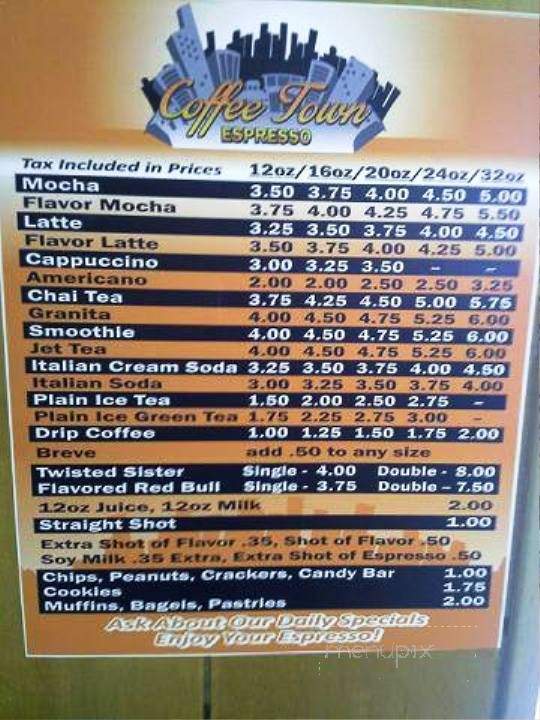 Coffee Town
ESPRESSO
Tax Included in Prices 12oz/16oz/20oz/24oz/32oz
Mocha 3.50 3.75 4.00 4.50 5.00
Flavor Mocha 3.75 4.00 4.25 4.75 5.50
Latte 3.25 3.50 3.75 4.00 4.50
Flavor Latte 3.50 3.75 4.00 4.25 5.00
Cappuccino 3.00 3.25 3.50 – –
Americano 2.00 2.00 2.50 2.50 3.25
Chai Tea 3.75 4.25 4.50 5.00 5.75
Granita 4.00 4.50 4.75 5.25 6.00
Smoothie 4.00 4.50 4.75 5.25 6.00
Jet Tea 4.00 4.50 4.75 5.25 6.00
Italian Cream Soda 3.25 3.50 3.75 4.00 4.50
Italian Soda 3.00 3.25 3.50 3.75 4.00
Plain Ice Tea 1.50 2.00 2.50 2.75 –
Plain Ice Green Tea 1.75 2.25 2.75 3.00 –
Drip Coffee 1.00 1.25 1.50 1.75 2.00
Breve add .50 to any size
Twisted Sister Single - 4.00 Double - 8.00
Flavored Red Bull Single - 3.75 Double – 7.50
12oz Juice, 12oz Milk 2.00
Straight Shot 1.00
Extra Shot of Flavor .35, Shot of Flavor .50
Soy Milk .35 Extra, Extra Shot of Espresso .50
Chips, Peanuts, Crackers, Candy Bar 1.00
Cookies 1.75
Muffins, Bagels, Pastries 2.00
Ask About Our Daily Specials
Enjoy Your Espresso!
menupix